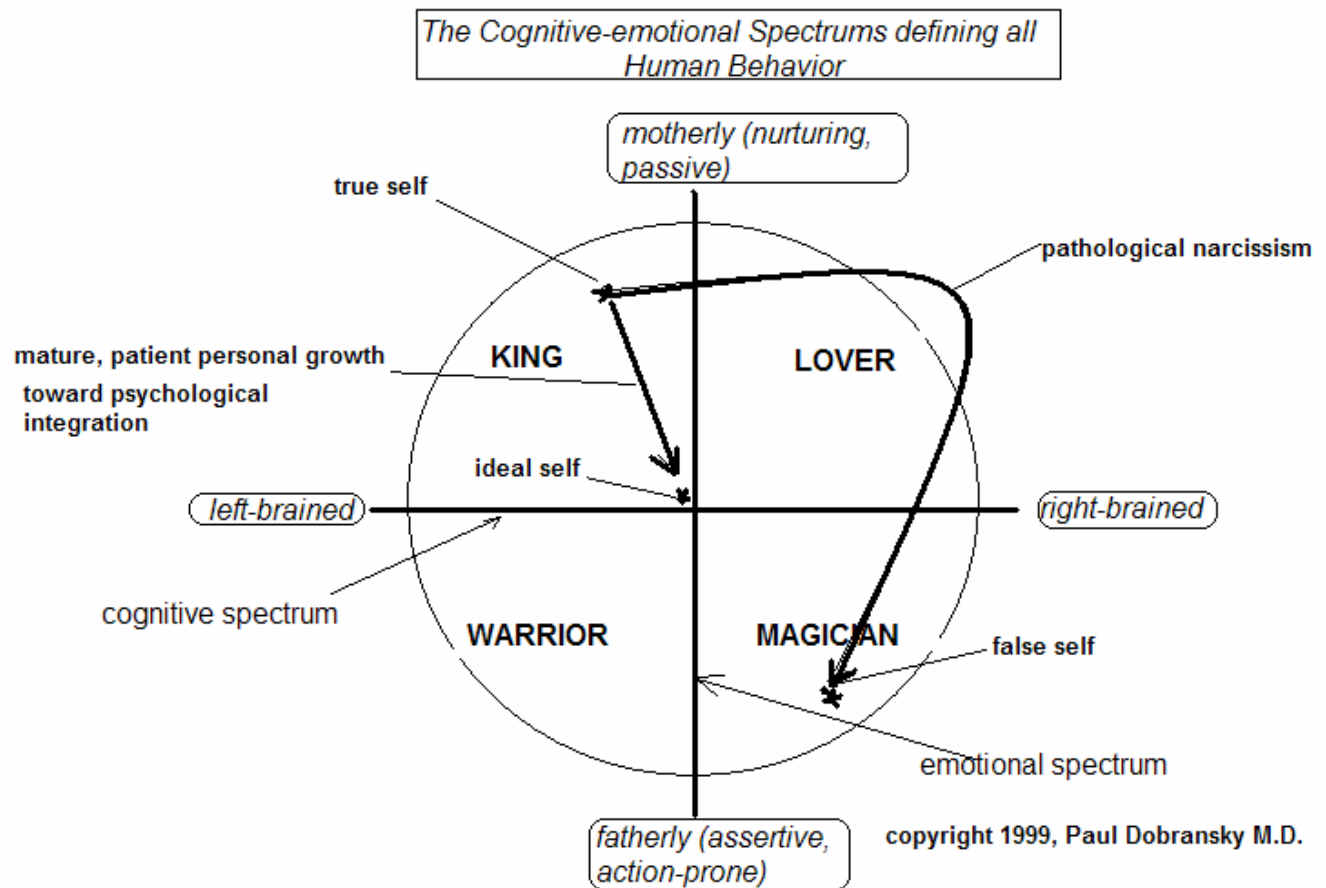 The Cognitive-emotional Spectrums defining all
Human Behavior
motherly (nurturing,
passive)
true self
pathological narcissism
KING
LOVER
mature, patient personal growth
toward psychological
integration
ideal self
left-brained
right-brained
cognitive spectrum
WARRIOR
MAGICIAN
false self
emotional spectrum
fatherly (assertive,
action-prone)
copyright 1999, Paul Dobransky M.D.